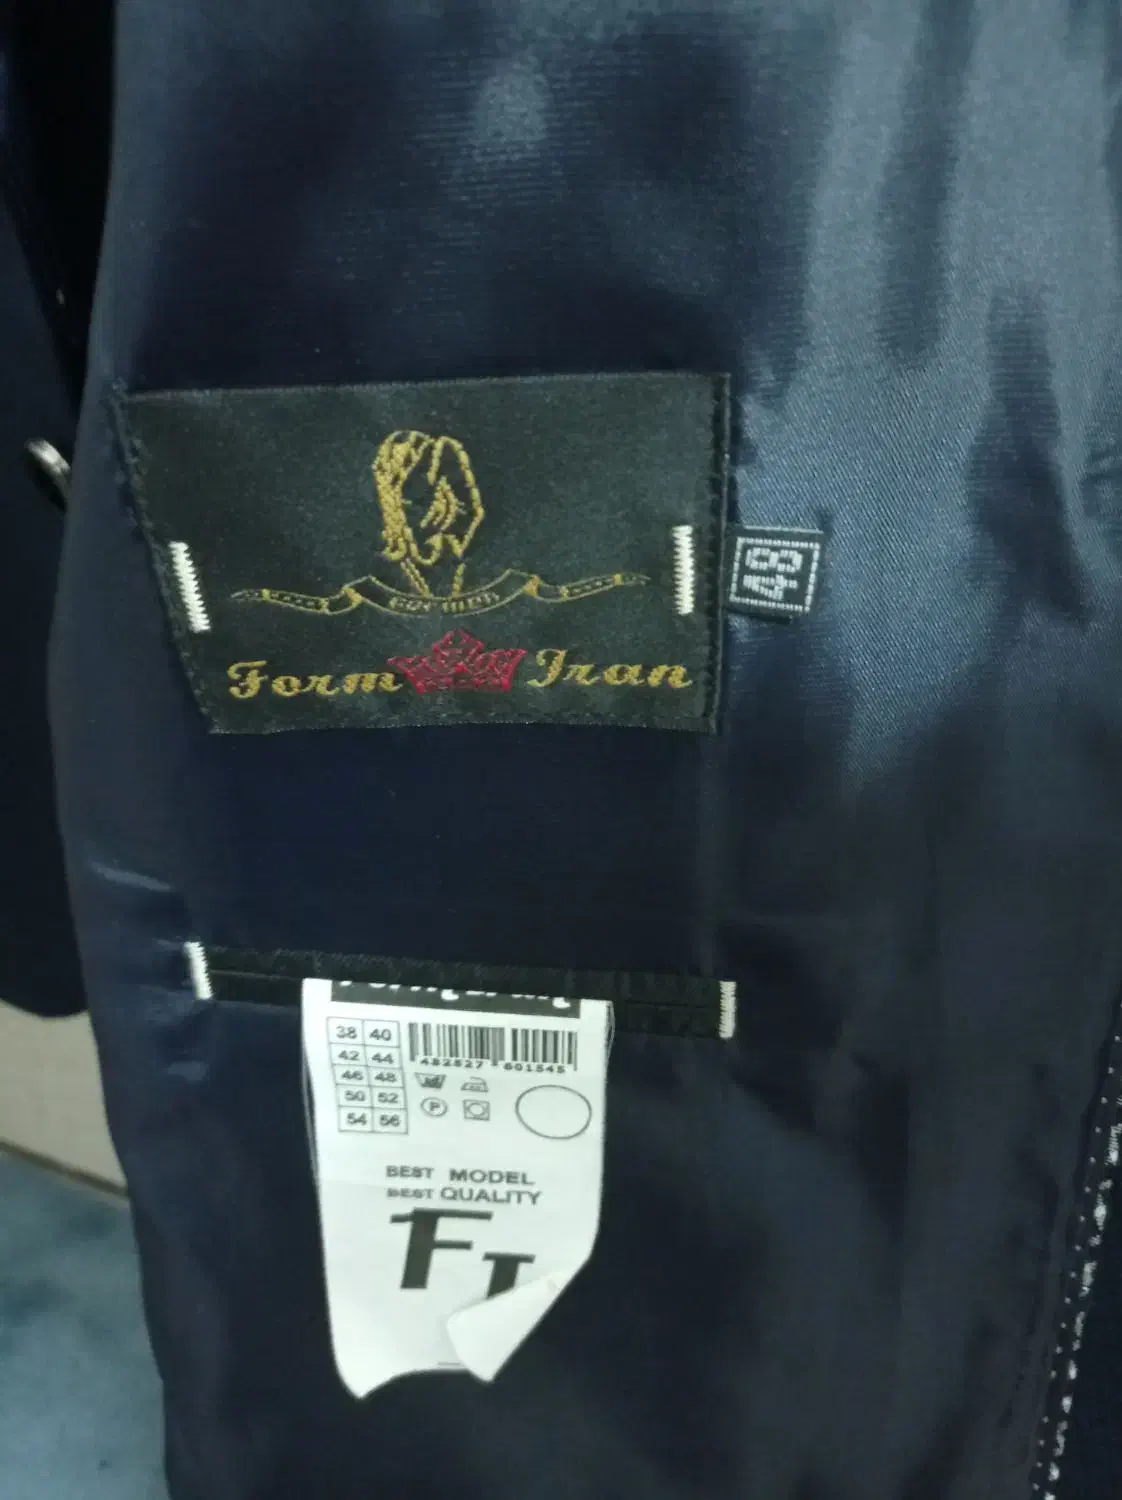 Form Iran
48
38 40
482527 601545
42 44
46 48
50 52
P
54 56
BEST MODEL
BEST QUALITY
FI